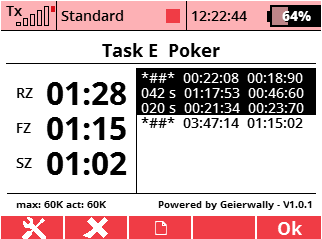 Tx Standard 12:22:44 64%
Task E Poker
RZ 01:28
FZ 01:15
SZ 01:02
*##* 00:22:08 00:18:90
042 s 01:17:53 00:46:60
020 s 00:21:34 00:23:70
*##* 03:47:14 01:15:02
max: 60K act: 60K Powered by Geierwally - V1.0.1
Ok